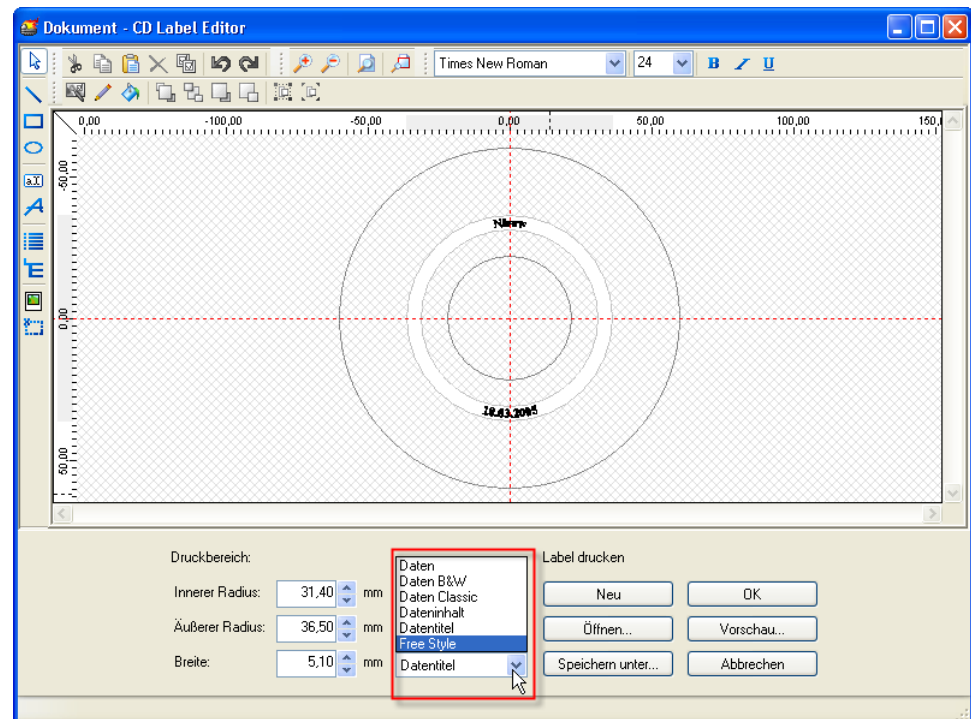 Dokument - CD Label Editor
Times New Roman 24 B I U
0,00 -100,00 -50,00 0,00 50,00 100,00 150,
-50,00
0,00
50,00
18.03.2005
Druckbereich:
Innerer Radius: 31,40 mm
Äußerer Radius: 36,50 mm
Breite: 5,10 mm
Daten
Daten B&W
Daten Classic
Dateninhalt
Datentitel
Free Style
Datentitel
Label drucken
Neu OK
Öffnen... Vorschau...
Speichern unter... Abbrechen